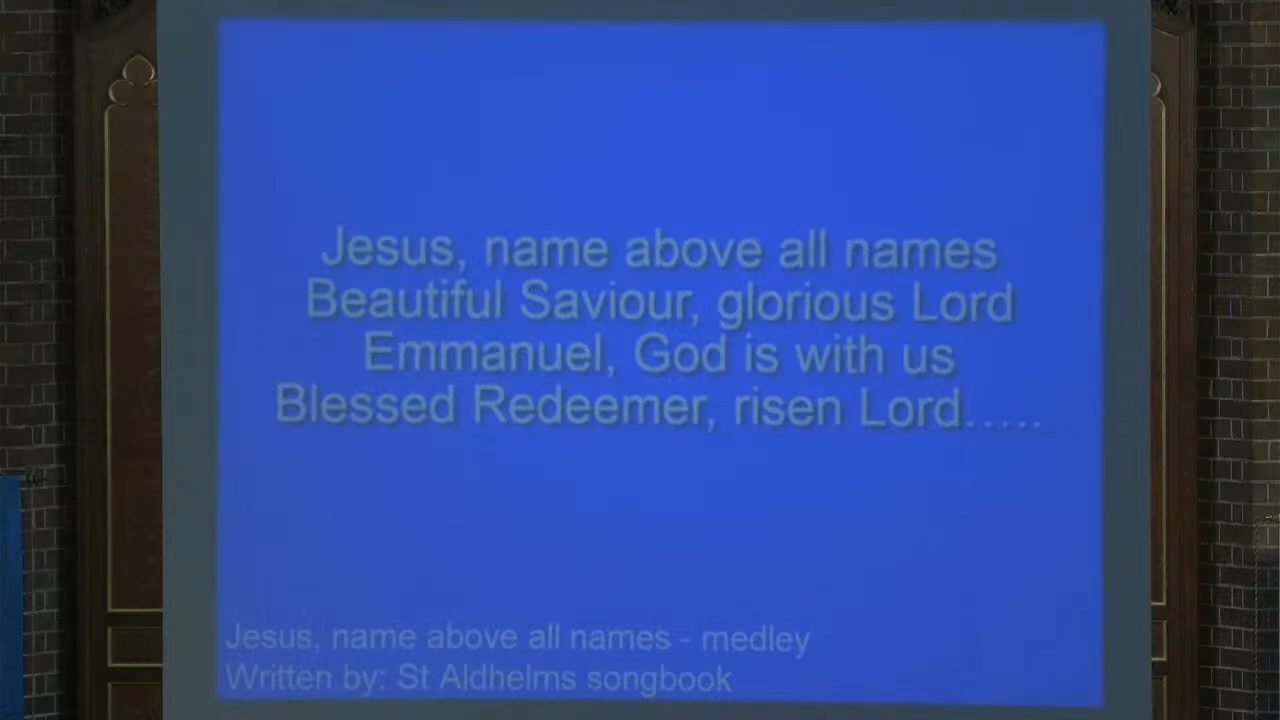 Jesus, name above all names
Beautiful Saviour, glorious Lord
Emmanuel, God is with us
Blessed Redeemer, risen Lord.....
Jesus, name above all names - medley
Written by: St Aldhelms songbook